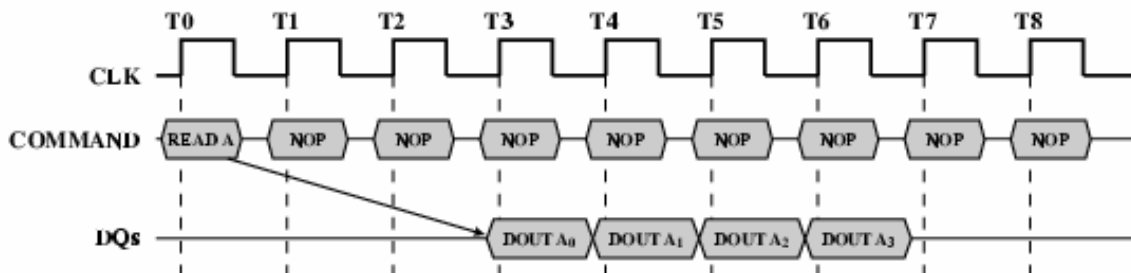 T0 T1 T2 T3 T4 T5 T6 T7 T8
CLK
COMMAND READ A NOP NOP NOP NOP NOP NOP NOP NOP
DQs DOUT A₀ DOUT A₁ DOUT A₂ DOUT A₃